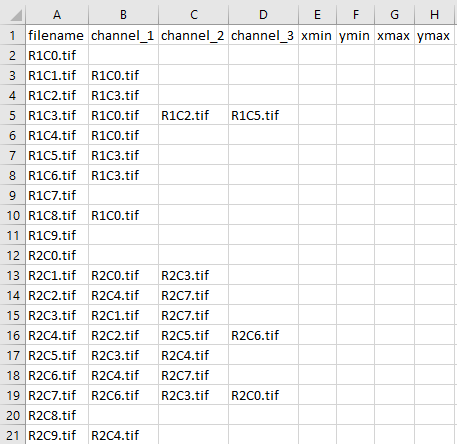 A B C D E F G H
1 filename channel_1 channel_2 channel_3 xmin ymin xmax ymax
2 R1C0.tif
3 R1C1.tif R1C0.tif
4 R1C2.tif R1C3.tif
5 R1C3.tif R1C0.tif R1C2.tif R1C5.tif
6 R1C4.tif R1C0.tif
7 R1C5.tif R1C3.tif
8 R1C6.tif R1C3.tif
9 R1C7.tif
10 R1C8.tif R1C0.tif
11 R1C9.tif
12 R2C0.tif
13 R2C1.tif R2C0.tif R2C3.tif
14 R2C2.tif R2C4.tif R2C7.tif
15 R2C3.tif R2C1.tif R2C7.tif
16 R2C4.tif R2C2.tif R2C5.tif R2C6.tif
17 R2C5.tif R2C3.tif R2C4.tif
18 R2C6.tif R2C4.tif R2C7.tif
19 R2C7.tif R2C6.tif R2C3.tif R2C0.tif
20 R2C8.tif
21 R2C9.tif R2C4.tif